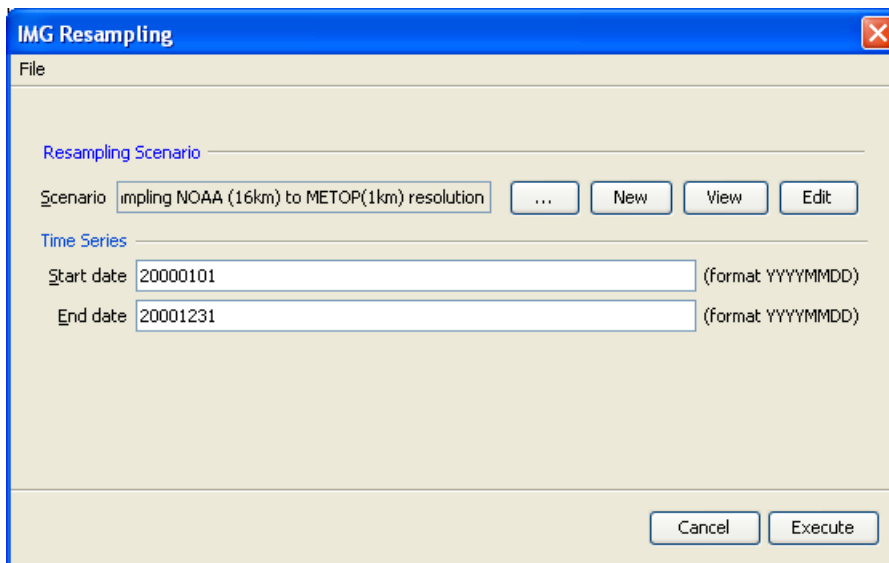 IMG Resampling
File
Resampling Scenario
Scenario mpling NOAA (16km) to METOP(1km) resolution ... New View Edit
Time Series
Start date 20000101 (format YYYYMMDD)
End date 20001231 (format YYYYMMDD)
Cancel Execute